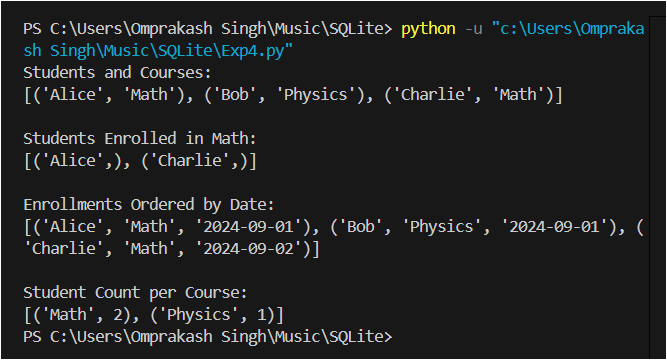 PS C:\Users\Omprakash Singh\Music\SQLite> python -u "c:\Users\Ompraka
sh Singh\Music\SQLite\Exp4.py"
Students and Courses:
[('Alice', 'Math'), ('Bob', 'Physics'), ('Charlie', 'Math')]

Students Enrolled in Math:
[('Alice',), ('Charlie',)]

Enrollments Ordered by Date:
[('Alice', 'Math', '2024-09-01'), ('Bob', 'Physics', '2024-09-01'), (
'Charlie', 'Math', '2024-09-02')]

Student Count per Course:
[('Math', 2), ('Physics', 1)]
PS C:\Users\Omprakash Singh\Music\SQLite>